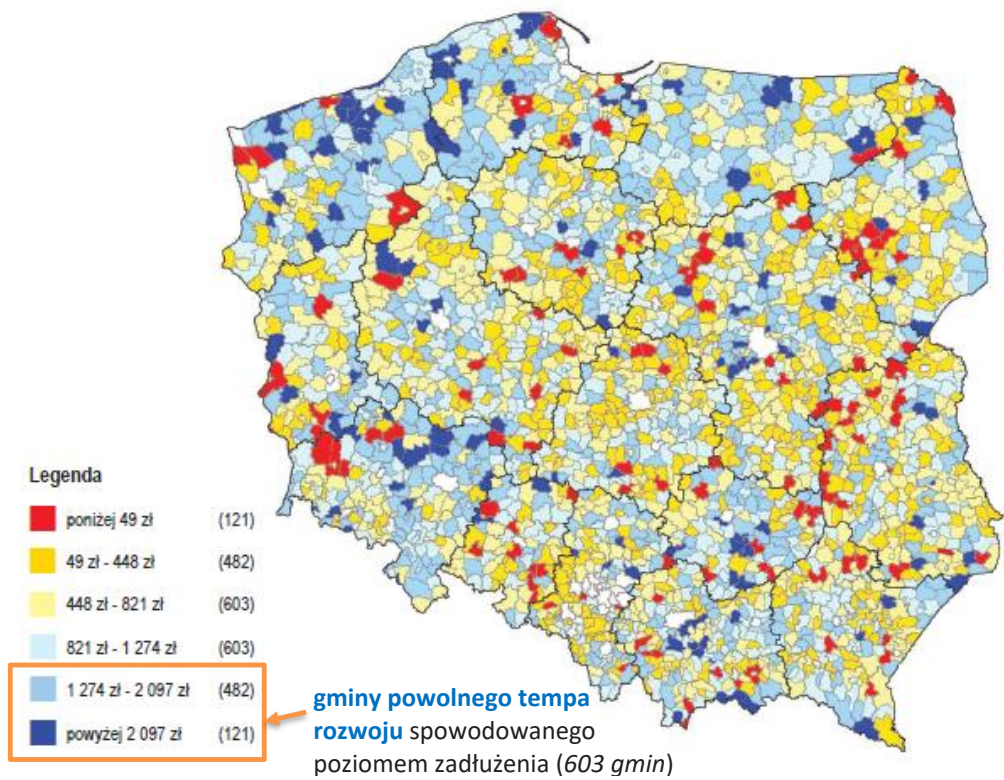 Legenda
poniżej 49 zł (121)
49 zł - 448 zł (482)
448 zł - 821 zł (603)
821 zł - 1 274 zł (603)
1 274 zł - 2 097 zł (482)
powyżej 2 097 zł (121)
gminy powolnego tempa
rozwoju spowodowanego
poziomem zadłużenia (603 gmin)